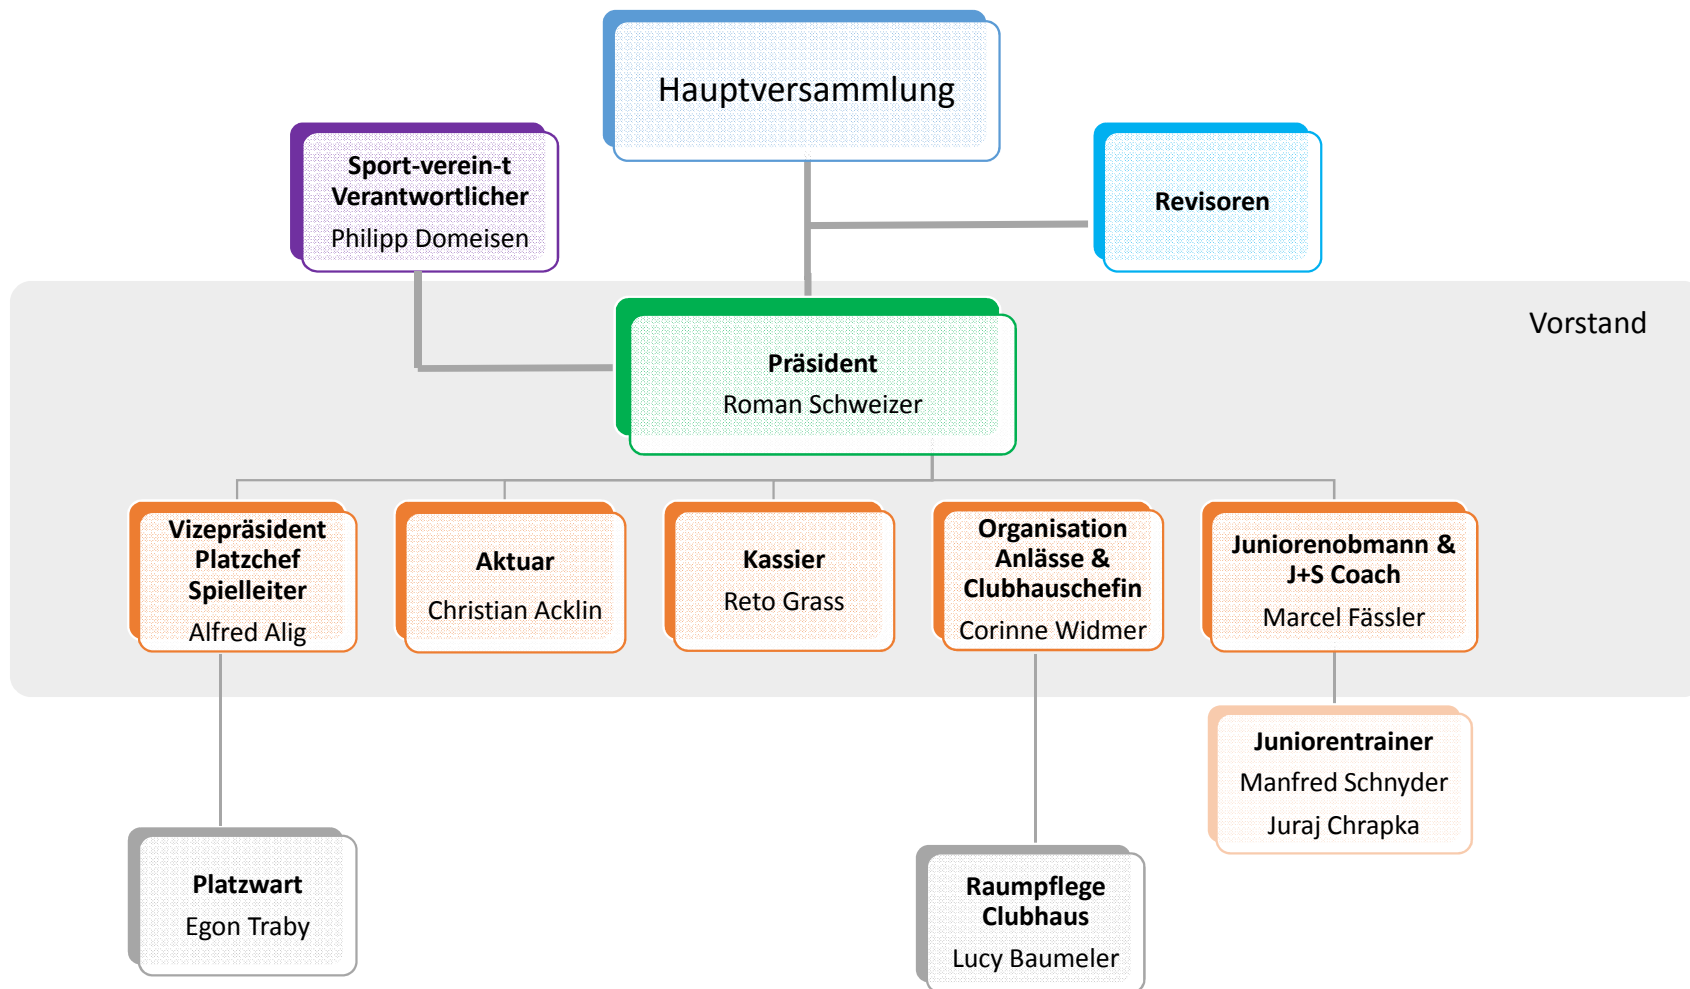 Hauptversammlung
Sport-verein-t
Verantwortlicher
Philipp Domeisen
Revisoren
Vorstand
Präsident
Roman Schweizer
Vizepräsident
Platzchef
Spielleiter
Alfred Alig
Aktuar
Christian Acklin
Kassier
Reto Grass
Organisation
Anlässe &
Clubhauschefin
Corinne Widmer
Juniorenobmann &
J+S Coach
Marcel Fässler
Juniorentrainer
Manfred Schnyder
Juraj Chrapka
Platzwart
Egon Traby
Raumpflege
Clubhaus
Lucy Baumeler